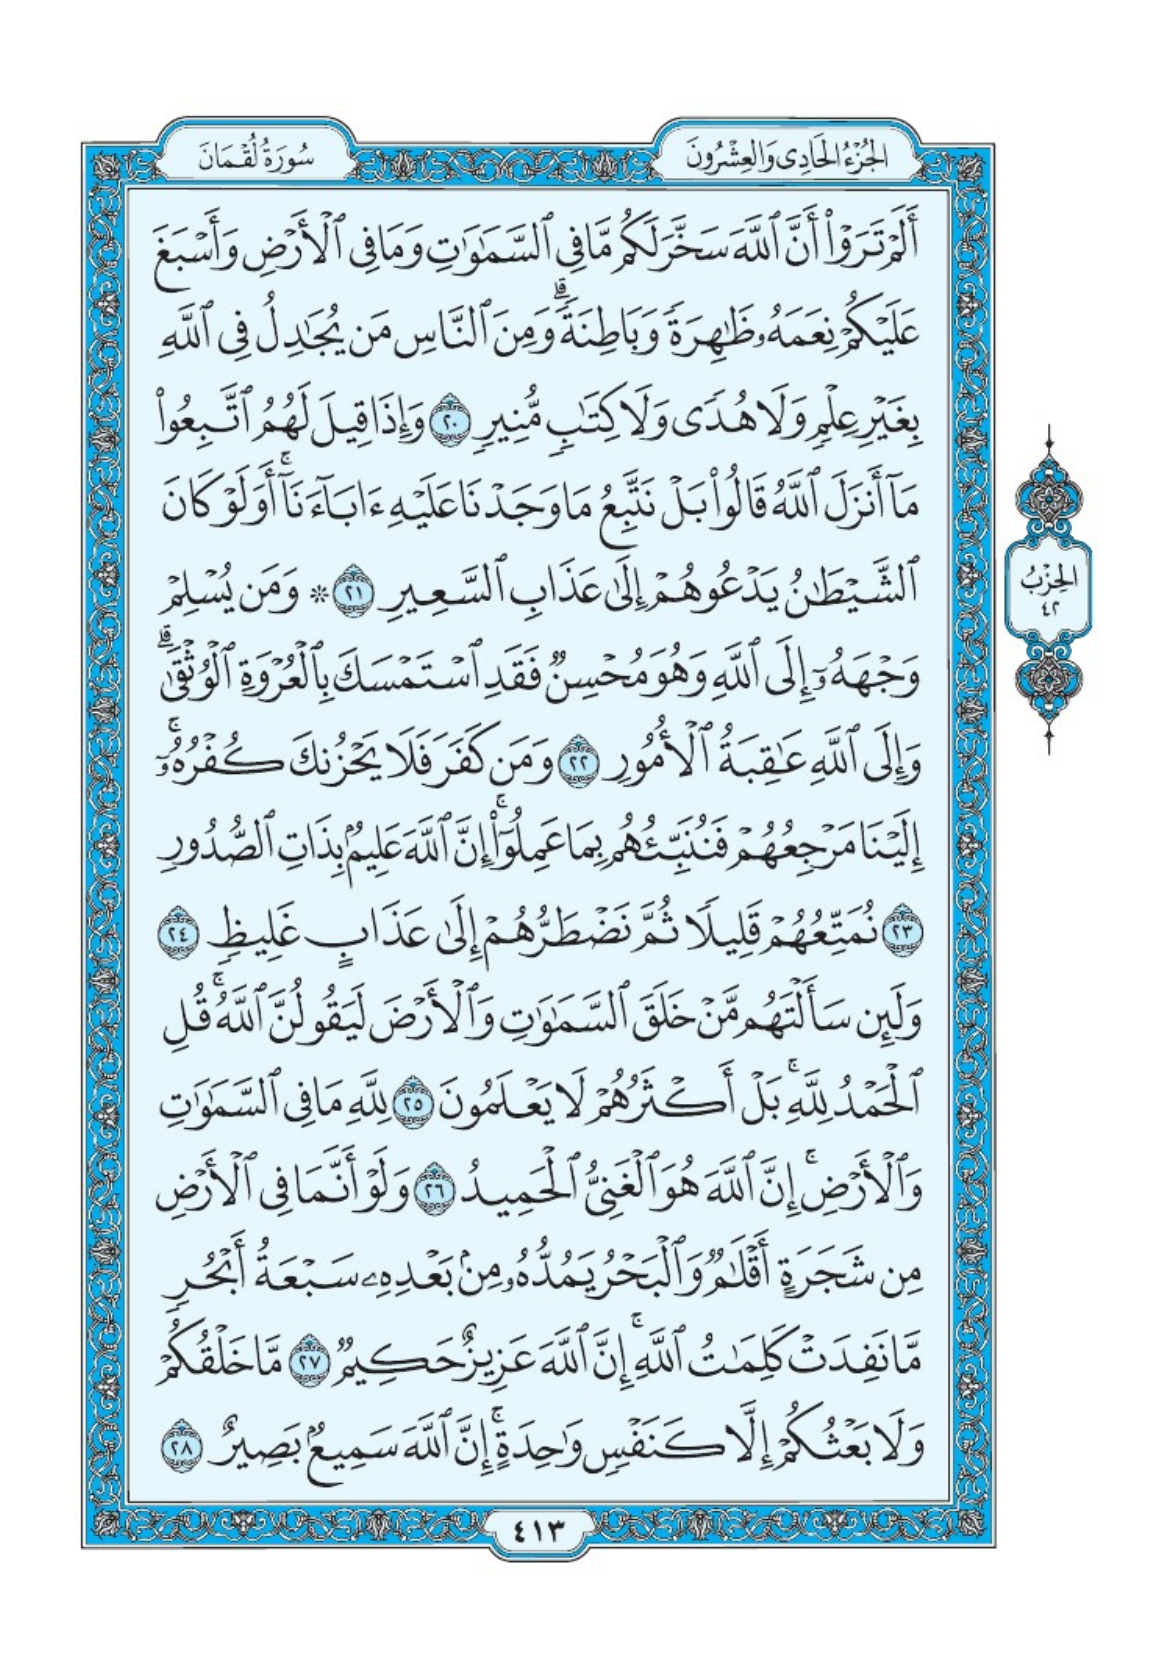 الجُزْءُ الحَادِى وَالعِشْرُونَ
سُورَةُ لُقْمَانَ
أَلَمْ تَرَوْا۟ أَنَّ ٱللَّهَ سَخَّرَ لَكُم مَّا فِى ٱلسَّمَٰوَٰتِ وَمَا فِى ٱلْأَرْضِ وَأَسْبَغَ
عَلَيْكُمْ نِعَمَهُۥ ظَٰهِرَةً وَبَاطِنَةً ۗ وَمِنَ ٱلنَّاسِ مَن يُجَٰدِلُ فِى ٱللَّهِ
بِغَيْرِ عِلْمٍ وَلَا هُدًى وَلَا كِتَٰبٍ مُّنِيرٍ ٢٠ وَإِذَا قِيلَ لَهُمُ ٱتَّبِعُوا۟
مَآ أَنزَلَ ٱللَّهُ قَالُوا۟ بَلْ نَتَّبِعُ مَا وَجَدْنَا عَلَيْهِ ءَابَآءَنَآ ۚ أَوَلَوْ كَانَ
ٱلشَّيْطَٰنُ يَدْعُوهُمْ إِلَىٰ عَذَابِ ٱلسَّعِيرِ ٢١ * وَمَن يُسْلِمْ
وَجْهَهُۥٓ إِلَى ٱللَّهِ وَهُوَ مُحْسِنٌ فَقَدِ ٱسْتَمْسَكَ بِٱلْعُرْوَةِ ٱلْوُثْقَىٰ ۗ
وَإِلَى ٱللَّهِ عَٰقِبَةُ ٱلْأُمُورِ ٢٢ وَمَن كَفَرَ فَلَا يَحْزُنكَ كُفْرُهُۥٓ ۚ
إِلَيْنَا مَرْجِعُهُمْ فَنُنَبِّئُهُم بِمَا عَمِلُوٓا۟ ۚ إِنَّ ٱللَّهَ عَلِيمٌۢ بِذَاتِ ٱلصُّدُورِ
٢٣ نُمَتِّعُهُمْ قَلِيلًا ثُمَّ نَضْطَرُّهُمْ إِلَىٰ عَذَابٍ غَلِيظٍ ٢٤
وَلَئِن سَأَلْتَهُم مَّنْ خَلَقَ ٱلسَّمَٰوَٰتِ وَٱلْأَرْضَ لَيَقُولُنَّ ٱللَّهُ ۚ قُلِ
ٱلْحَمْدُ لِلَّهِ ۚ بَلْ أَكْثَرُهُمْ لَا يَعْلَمُونَ ٢٥ لِلَّهِ مَا فِى ٱلسَّمَٰوَٰتِ
وَٱلْأَرْضِ ۚ إِنَّ ٱللَّهَ هُوَ ٱلْغَنِىُّ ٱلْحَمِيدُ ٢٦ وَلَوْ أَنَّمَا فِى ٱلْأَرْضِ
مِن شَجَرَةٍ أَقْلَٰمٌ وَٱلْبَحْرُ يَمُدُّهُۥ مِنۢ بَعْدِهِۦ سَبْعَةُ أَبْحُرٍ
مَّا نَفِدَتْ كَلِمَٰتُ ٱللَّهِ ۚ إِنَّ ٱللَّهَ عَزِيزٌ حَكِيمٌ ٢٧ مَّا خَلْقُكُمْ
وَلَا بَعْثُكُمْ إِلَّا كَنَفْسٍ وَٰحِدَةٍ ۚ إِنَّ ٱللَّهَ سَمِيعٌۢ بَصِيرٌ ٢٨
الحِزْبُ
٤٢
٤١٣